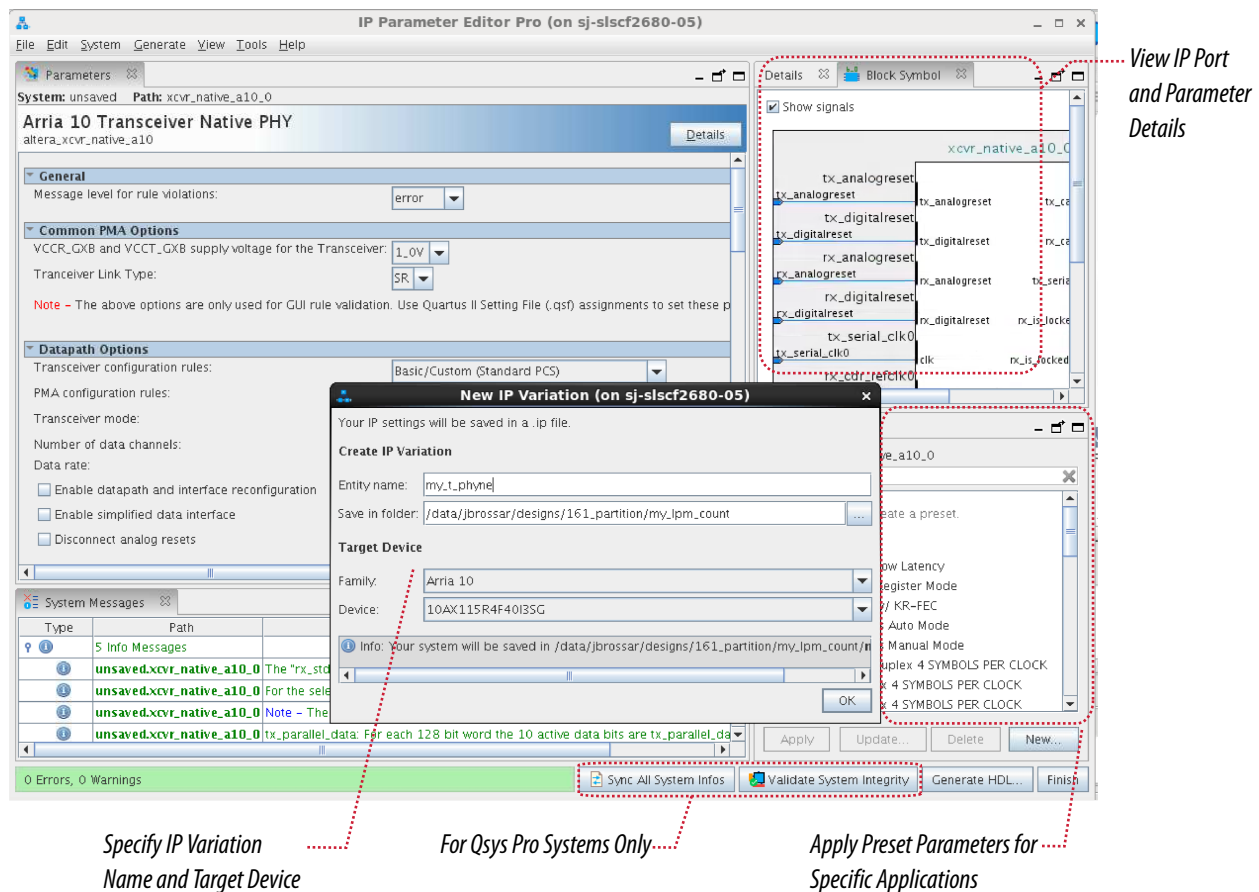 IP Parameter Editor Pro (on sj-slscf2680-05)
File Edit System Generate View Tools Help
Parameters
System: unsaved Path: xcvr_native_a10_0
Arria 10 Transceiver Native PHY
altera_xcvr_native_a10
Details
General
Message level for rule violations:
error
Common PMA Options
VCCR_GXB and VCCT_GXB supply voltage for the Transceiver:
1_0V
Tranceiver Link Type:
SR
Note - The above options are only used for GUI rule validation. Use Quartus II Setting File (.qsf) assignments to set these p
Datapath Options
Transceiver configuration rules:
Basic/Custom (Standard PCS)
PMA configuration rules:
Transceiver mode:
Number of data channels:
Data rate:
Enable datapath and interface reconfiguration
Enable simplified data interface
Disconnect analog resets
Details
Block Symbol
Show signals
xcvr_native_a10_0
tx_analogreset
tx_analogreset
tx_analogreset
tx_ca
tx_digitalreset
tx_digitalreset
tx_digitalreset
rx_ca
rx_analogreset
rx_analogreset
rx_analogreset
tx_seria
rx_digitalreset
rx_digitalreset
rx_digitalreset
rx_is_locke
tx_serial_clk0
tx_serial_clk0
clk
rx_is_locked
rx_cdr_refclk0
View IP Port
and Parameter
Details
New IP Variation (on sj-slscf2680-05)
Your IP settings will be saved in a .ip file.
Create IP Variation
Entity name:
my_t_phyne
Save in folder:
/data/jbrossar/designs/161_partition/my_lpm_count
...
Target Device
Family:
Arria 10
Device:
10AX115R4F40I3SG
Info: Your system will be saved in /data/jbrossar/designs/161_partition/my_lpm_count/
OK
ve_a10_0
eate a preset.
ow Latency
egister Mode
/ KR-FEC
Auto Mode
Manual Mode
uplex 4 SYMBOLS PER CLOCK
x 4 SYMBOLS PER CLOCK
x 4 SYMBOLS PER CLOCK
Apply
Update...
Delete
New...
System Messages
Type
Path
5 Info Messages
unsaved.xcvr_native_a10_0 The "rx_std
unsaved.xcvr_native_a10_0 For the sele
unsaved.xcvr_native_a10_0 Note - The
unsaved.xcvr_native_a10_0 tx_parallel_data: For each 128 bit word the 10 active data bits are tx_parallel_da
0 Errors, 0 Warnings
Sync All System Infos
Validate System Integrity
Generate HDL...
Finish
Specify IP Variation
Name and Target Device
For Qsys Pro Systems Only
Apply Preset Parameters for
Specific Applications